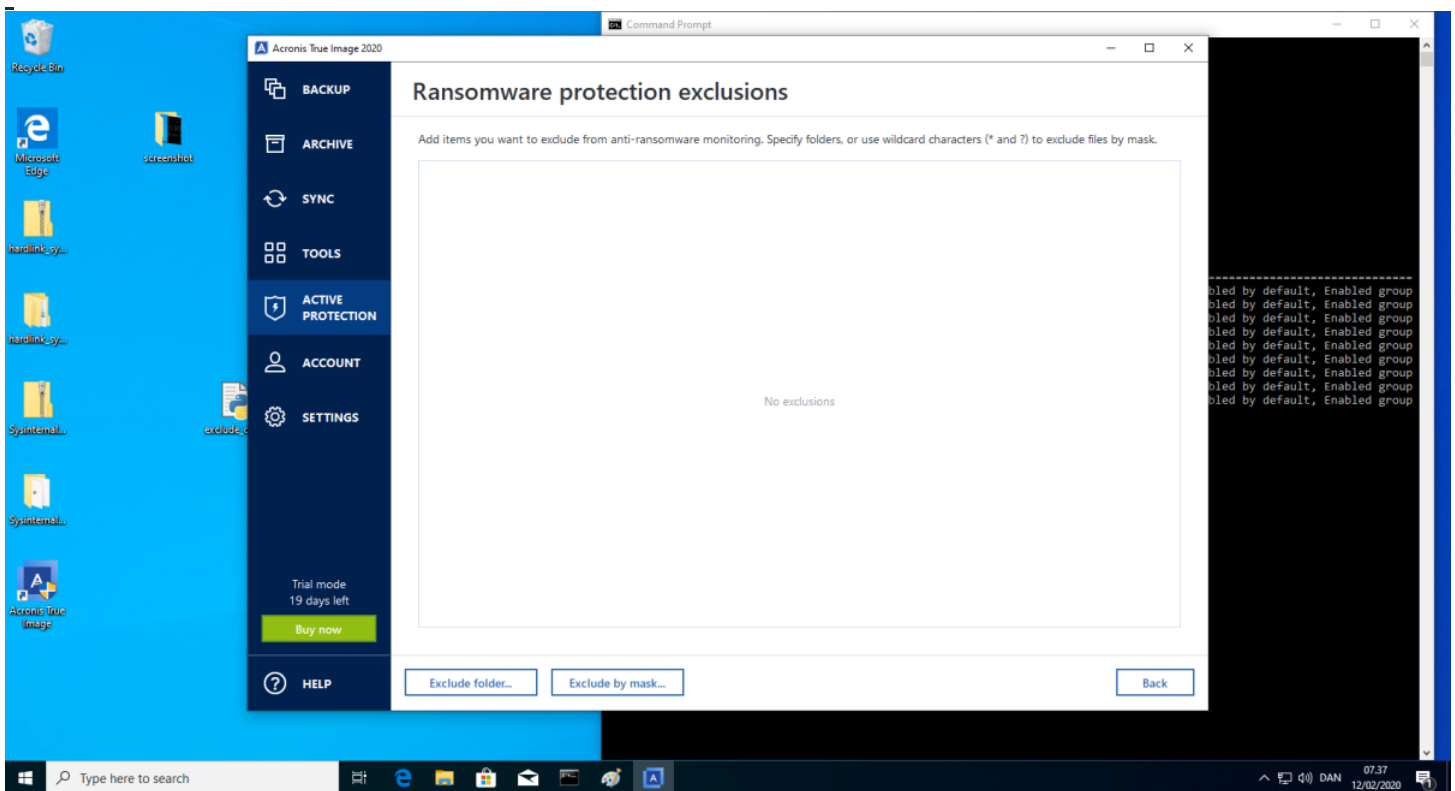 Command Prompt
Recycle Bin
Acronis True Image 2020
BACKUP
Ransomware protection exclusions
Microsoft
Edge
screenshot
ARCHIVE
Add items you want to exclude from anti-ransomware monitoring. Specify folders, or use wildcard characters (* and ?) to exclude files by mask.
SYNC
hardlink_sy...
TOOLS
ACTIVE
PROTECTION
bled by default, Enabled group
bled by default, Enabled group
bled by default, Enabled group
bled by default, Enabled group
bled by default, Enabled group
bled by default, Enabled group
bled by default, Enabled group
bled by default, Enabled group
bled by default, Enabled group
hardlink_sy...
ACCOUNT
No exclusions
SETTINGS
Sysinternal...
exclude_
Sysinternal...
Acronis True
Image
Trial mode
19 days left
Buy now
HELP
Exclude folder...
Exclude by mask...
Back
Type here to search
DAN
07.37
12/02/2020
1